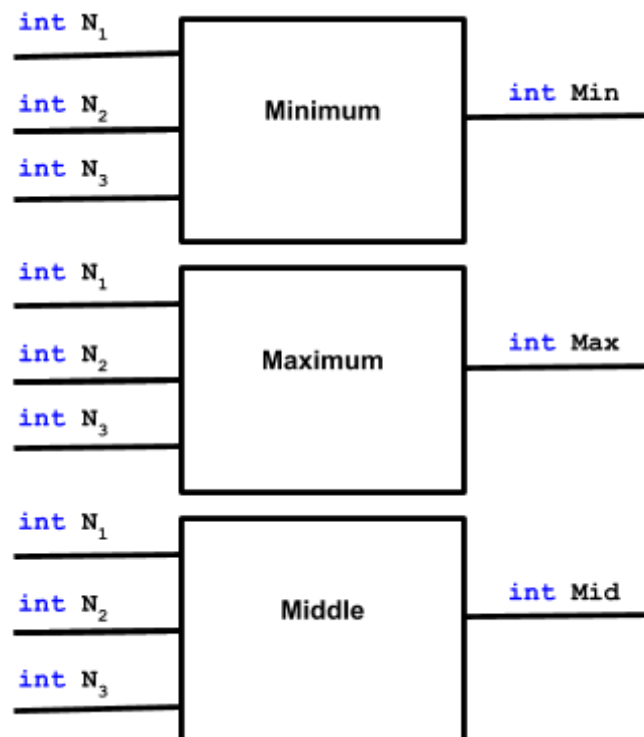 int N₁
int N₂
int N₃
Minimum
int Min
int N₁
int N₂
int N₃
Maximum
int Max
int N₁
int N₂
int N₃
Middle
int Mid